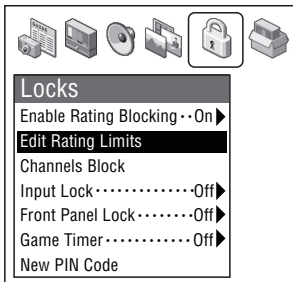 Locks
Enable Rating Blocking ··On
Edit Rating Limits
Channels Block
Input Lock ··············Off
Front Panel Lock ········Off
Game Timer ············Off
New PIN Code